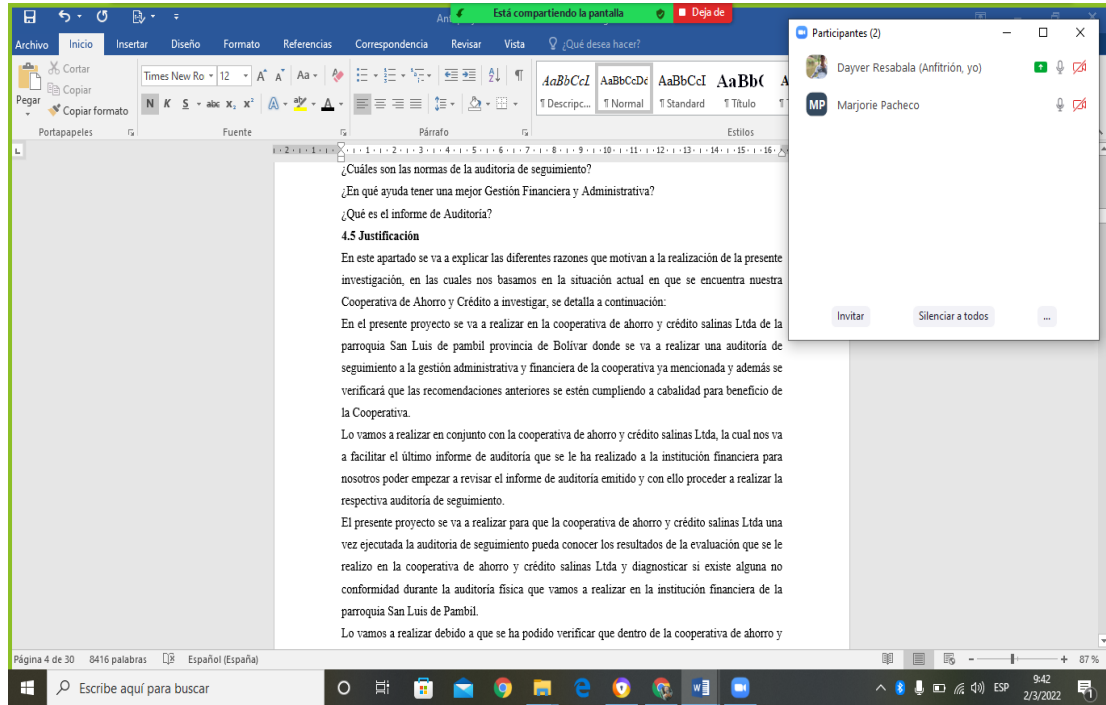 Está compartiendo la pantalla
Deja de
Archivo Inicio Insertar Diseño Formato Referencias Correspondencia Revisar Vista ¿Qué desea hacer?
Cortar
Copiar
Copiar formato
Pegar
Portapapeles
Times New Ro 12
Fuente
Párrafo
AaBbCcL AaBbCcDc AaBbCcI AaBb(
¶ Descripc... ¶ Normal ¶ Standard ¶ Título
Estilos
Participantes (2)
Dayver Resabala (Anfitrión, yo)
MP Marjorie Pacheco
Invitar Silenciar a todos ...
¿Cuáles son las normas de la auditoria de seguimiento?
¿En qué ayuda tener una mejor Gestión Financiera y Administrativa?
¿Qué es el informe de Auditoría?
4.5 Justificación
En este apartado se va a explicar las diferentes razones que motivan a la realización de la presente
investigación, en las cuales nos basamos en la situación actual en que se encuentra nuestra
Cooperativa de Ahorro y Crédito a investigar, se detalla a continuación:
En el presente proyecto se va a realizar en la cooperativa de ahorro y crédito salinas Ltda de la
parroquia San Luis de pambil provincia de Bolívar donde se va a realizar una auditoría de
seguimiento a la gestión administrativa y financiera de la cooperativa ya mencionada y además se
verificará que las recomendaciones anteriores se estén cumpliendo a cabalidad para beneficio de
la Cooperativa.
Lo vamos a realizar en conjunto con la cooperativa de ahorro y crédito salinas Ltda, la cual nos va
a facilitar el último informe de auditoría que se le ha realizado a la institución financiera para
nosotros poder empezar a revisar el informe de auditoría emitido y con ello proceder a realizar la
respectiva auditoría de seguimiento.
El presente proyecto se va a realizar para que la cooperativa de ahorro y crédito salinas Ltda una
vez ejecutada la auditoria de seguimiento pueda conocer los resultados de la evaluación que se le
realizo en la cooperativa de ahorro y crédito salinas Ltda y diagnosticar si existe alguna no
conformidad durante la auditoría física que vamos a realizar en la institución financiera de la
parroquia San Luis de Pambil.
Lo vamos a realizar debido a que se ha podido verificar que dentro de la cooperativa de ahorro y
Página 4 de 30 8416 palabras Español (España)
87 %
Escribe aquí para buscar
ESP
9:42
2/3/2022